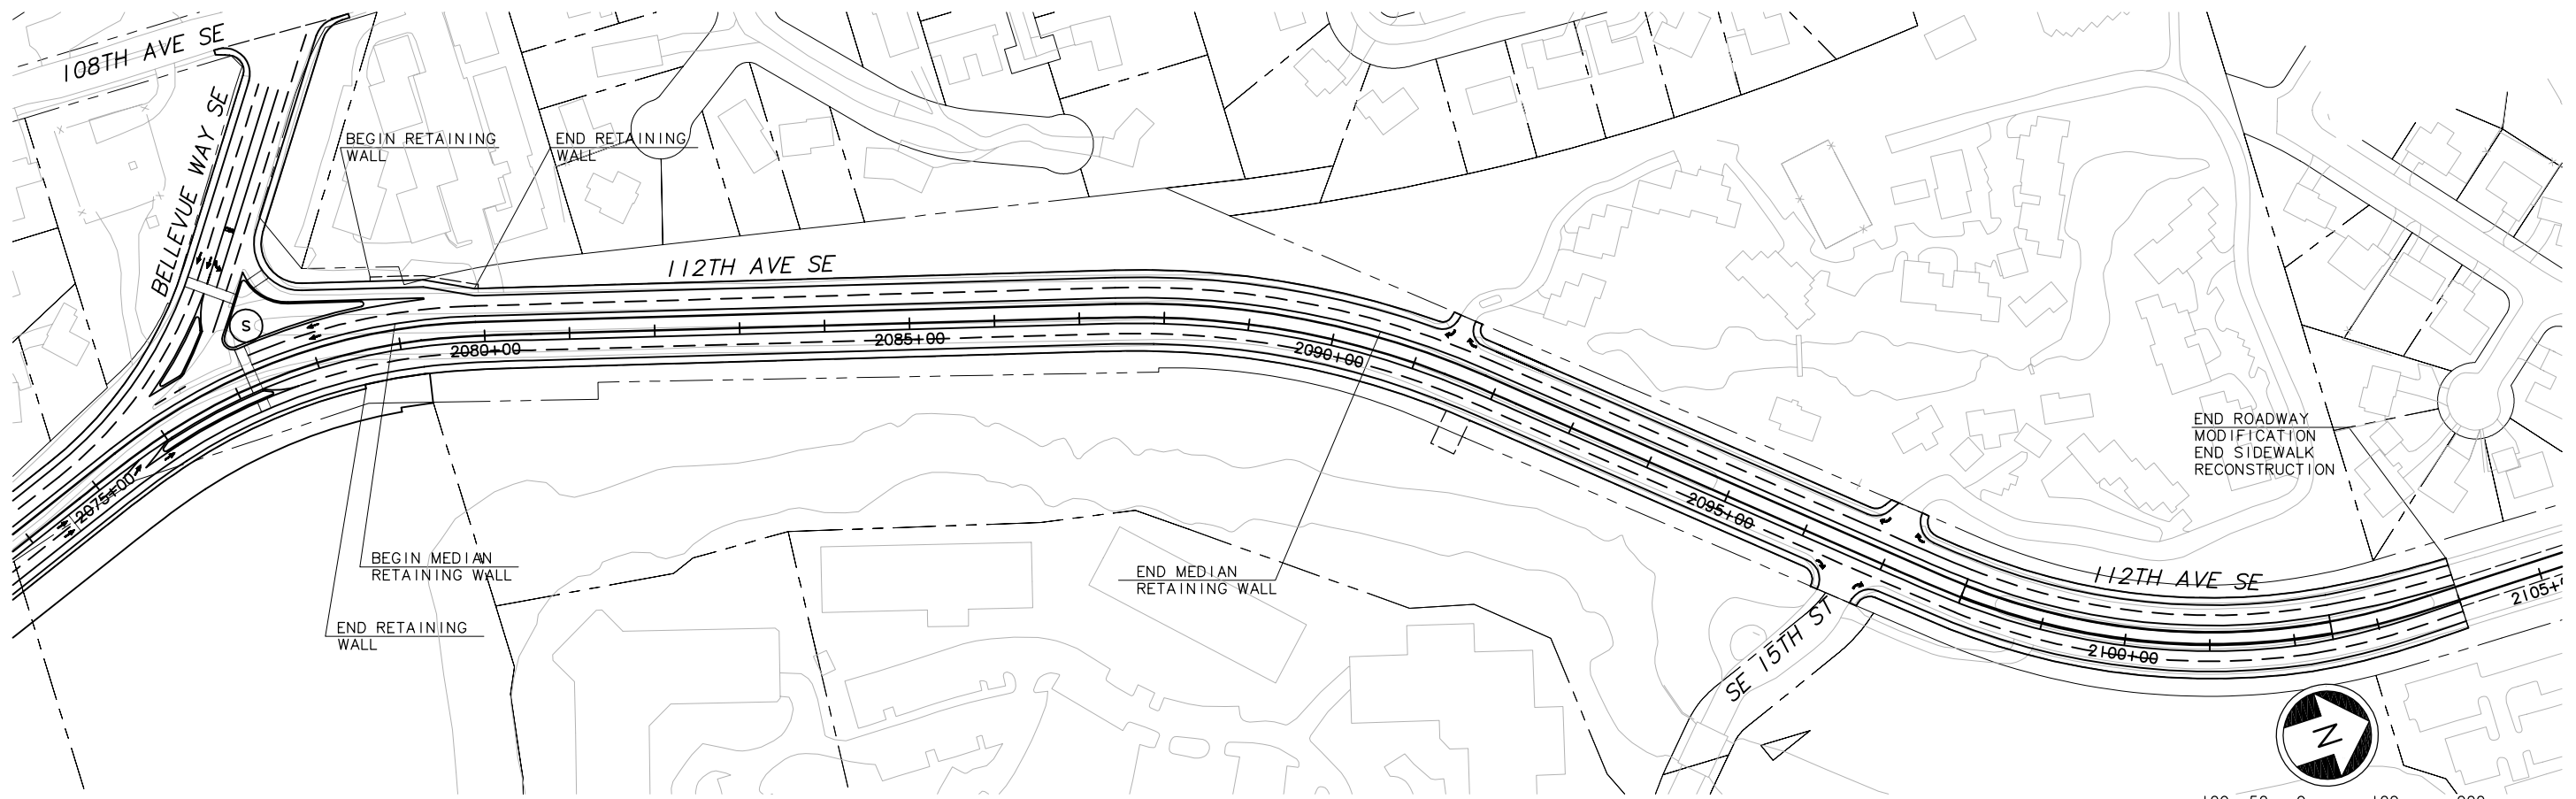 108TH AVE SE
BELLEVUE WAY SE
BEGIN RETAINING
WALL
END RETAINING
WALL
112TH AVE SE
S
2080+00
2085+00
2090+00
2075+00
2095+00
END ROADWAY
MODIFICATION
END SIDEWALK
RECONSTRUCTION
BEGIN MEDIAN
RETAINING WALL
END MEDIAN
RETAINING WALL
END RETAINING
WALL
112TH AVE SE
2105+
SE 15TH ST
2100+00
N